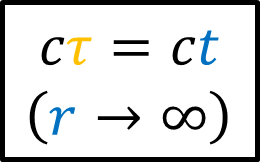 cτ = ct
(r → ∞)